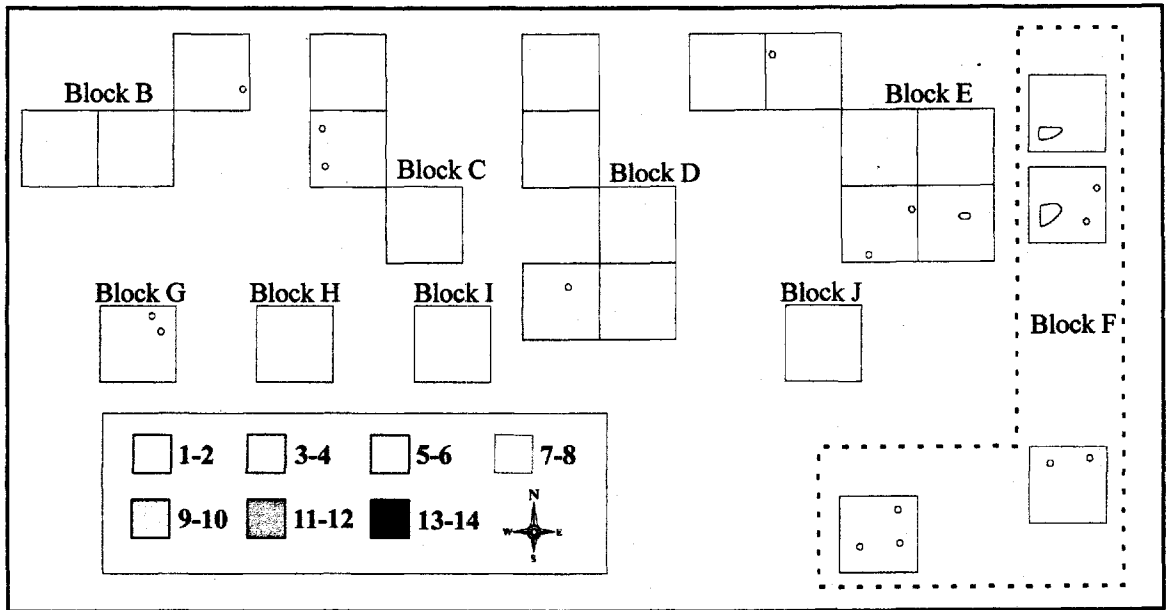 Block B
Block E
Block C
Block D
Block G
Block H
Block I
Block J
Block F
1-2
3-4
5-6
7-8
9-10
11-12
13-14
N
W
E
S